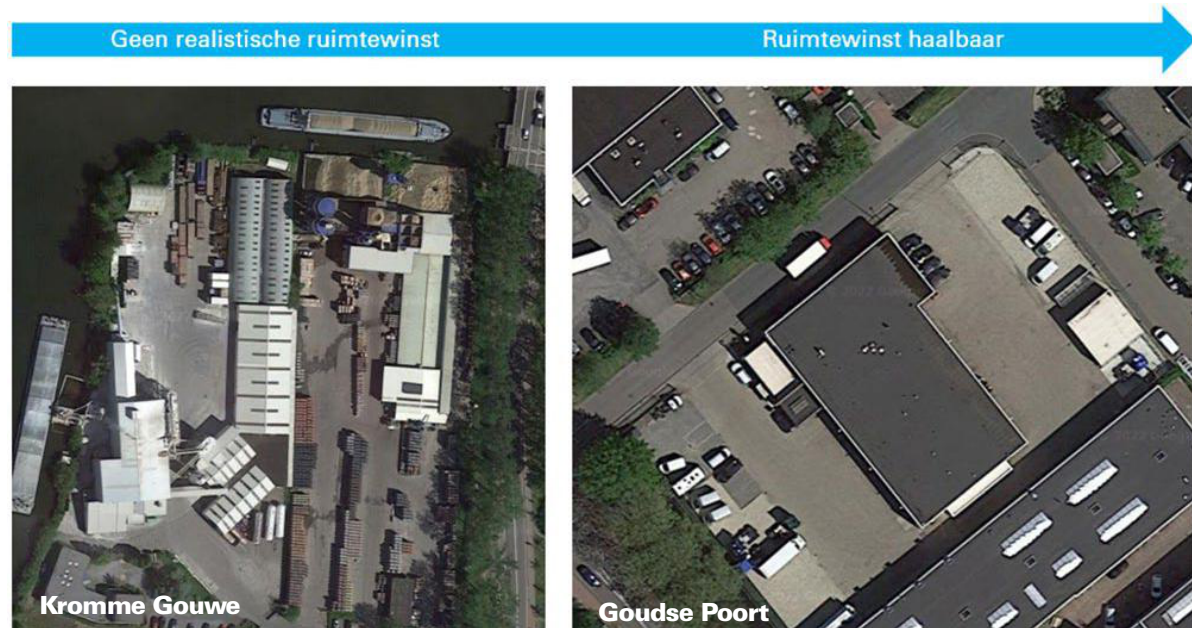 Geen realistische ruimtewinst
Ruimtewinst haalbaar
Kromme Gouwe
Goudse Poort